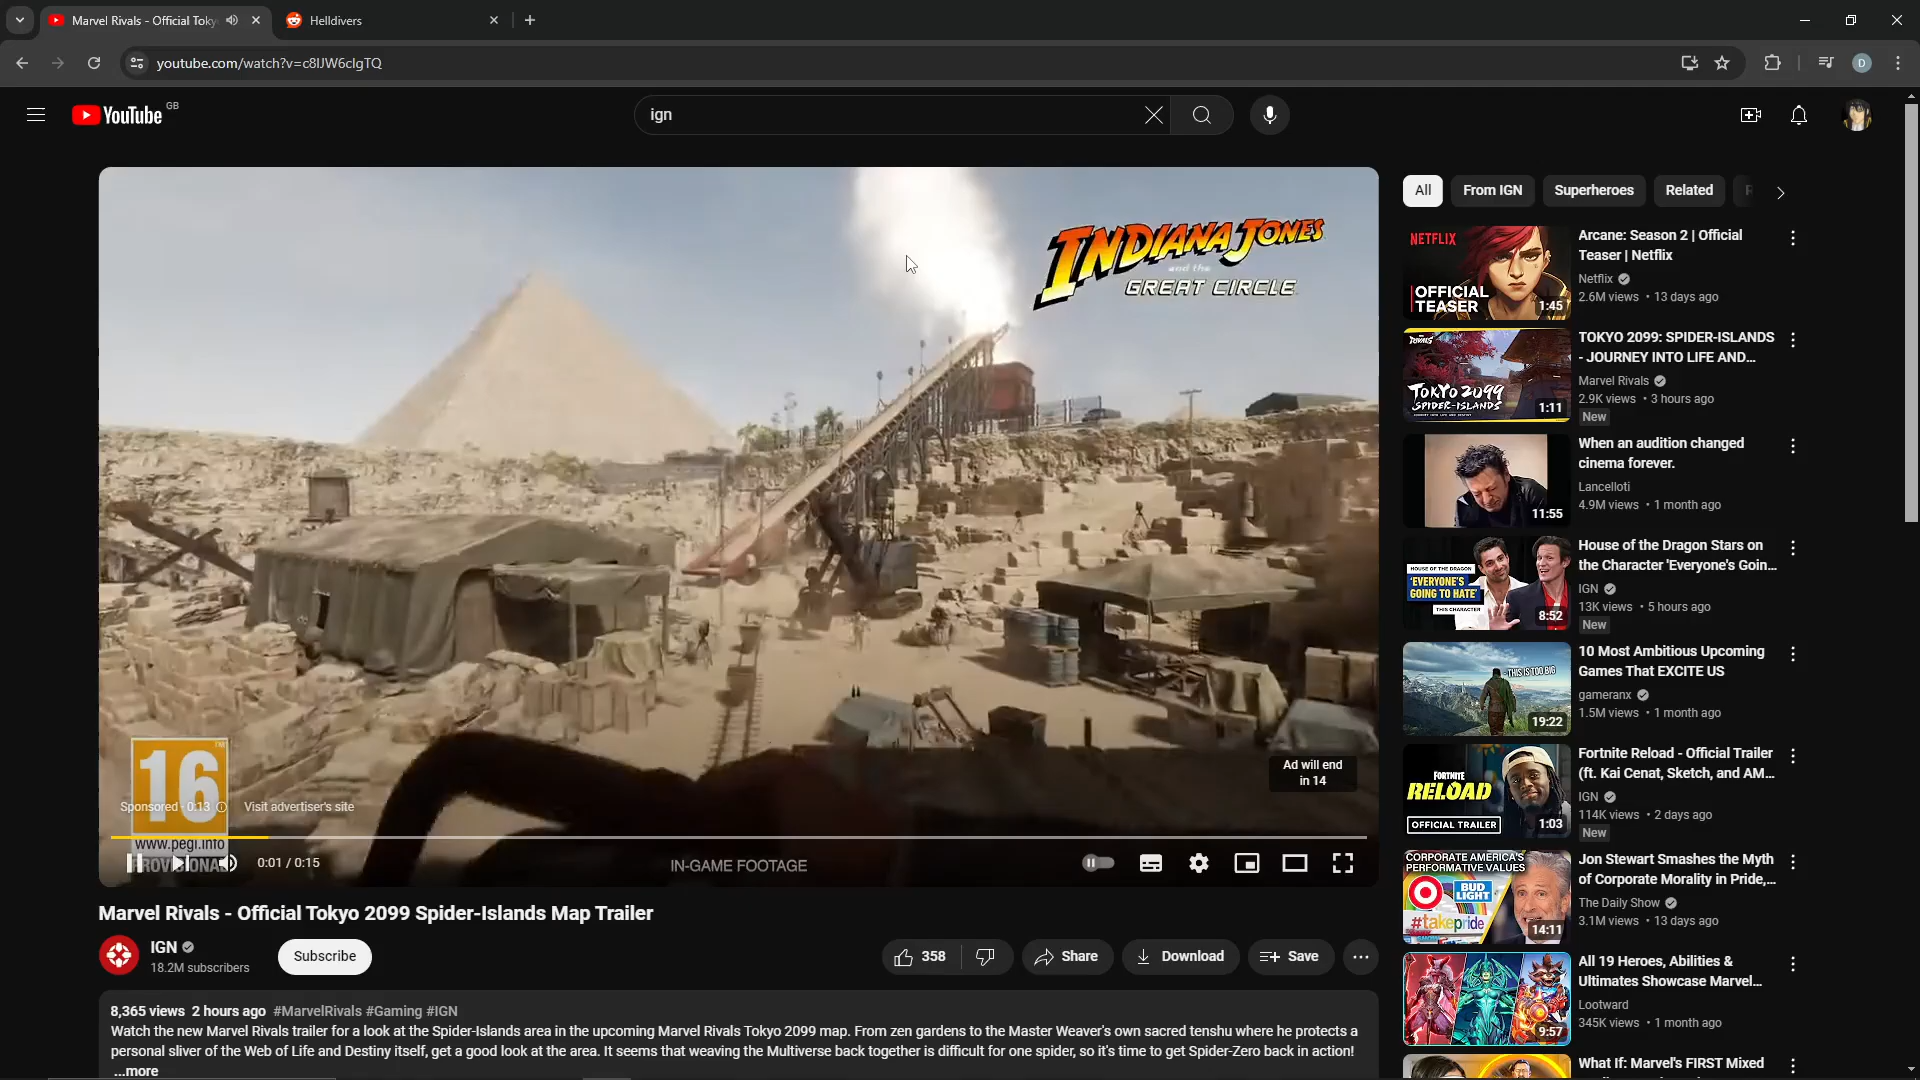 Marvel Rivals - Official Toky
Helldivers
youtube.com/watch?v=c8IJW6cIgTQ
D
YouTube GB
ign
INDIANA JONES
and the
GREAT CIRCLE
16
TM
Ad will end
in 14
Sponsored · 0:13
Visit advertiser's site
www.pegi.info
PROVISIONAL
0:01 / 0:15
IN-GAME FOOTAGE
Marvel Rivals - Official Tokyo 2099 Spider-Islands Map Trailer
IGN
18.2M subscribers
Subscribe
358
Share
Download
Save
8,365 views 2 hours ago #MarvelRivals #Gaming #IGN
Watch the new Marvel Rivals trailer for a look at the Spider-Islands area in the upcoming Marvel Rivals Tokyo 2099 map. From zen gardens to the Master Weaver's own sacred tenshu where he protects a
personal sliver of the Web of Life and Destiny itself, get a good look at the area. It seems that weaving the Multiverse back together is difficult for one spider, so it's time to get Spider-Zero back in action!
...more
All
From IGN
Superheroes
Related
NETFLIX
OFFICIAL
TEASER
1:45
Arcane: Season 2 | Official
Teaser | Netflix
Netflix
2.6M views • 13 days ago
RIVALS
TOKYO 2099
SPIDER-ISLANDS
1:11
TOKYO 2099: SPIDER-ISLANDS
- JOURNEY INTO LIFE AND...
Marvel Rivals
2.9K views • 3 hours ago
New
11:55
When an audition changed
cinema forever.
Lancelloti
4.9M views • 1 month ago
HOUSE OF THE DRAGON
'EVERYONE'S
GOING TO HATE'
THIS CHARACTER
8:52
House of the Dragon Stars on
the Character 'Everyone's Goin...
IGN
13K views • 5 hours ago
New
"THIS IS TOO BIG"
19:22
10 Most Ambitious Upcoming
Games That EXCITE US
gameranx
1.5M views • 1 month ago
FORTNITE
RELOAD
OFFICIAL TRAILER
1:03
Fortnite Reload - Official Trailer
(ft. Kai Cenat, Sketch, and AM...
IGN
114K views • 2 days ago
New
CORPORATE AMERICA'S
PERFORMATIVE VALUES
BUD
LIGHT
#takepride
14:11
Jon Stewart Smashes the Myth
of Corporate Morality in Pride,...
The Daily Show
3.1M views • 13 days ago
9:57
All 19 Heroes, Abilities &
Ultimates Showcase Marvel...
Lootward
345K views • 1 month ago
What If: Marvel's FIRST Mixed